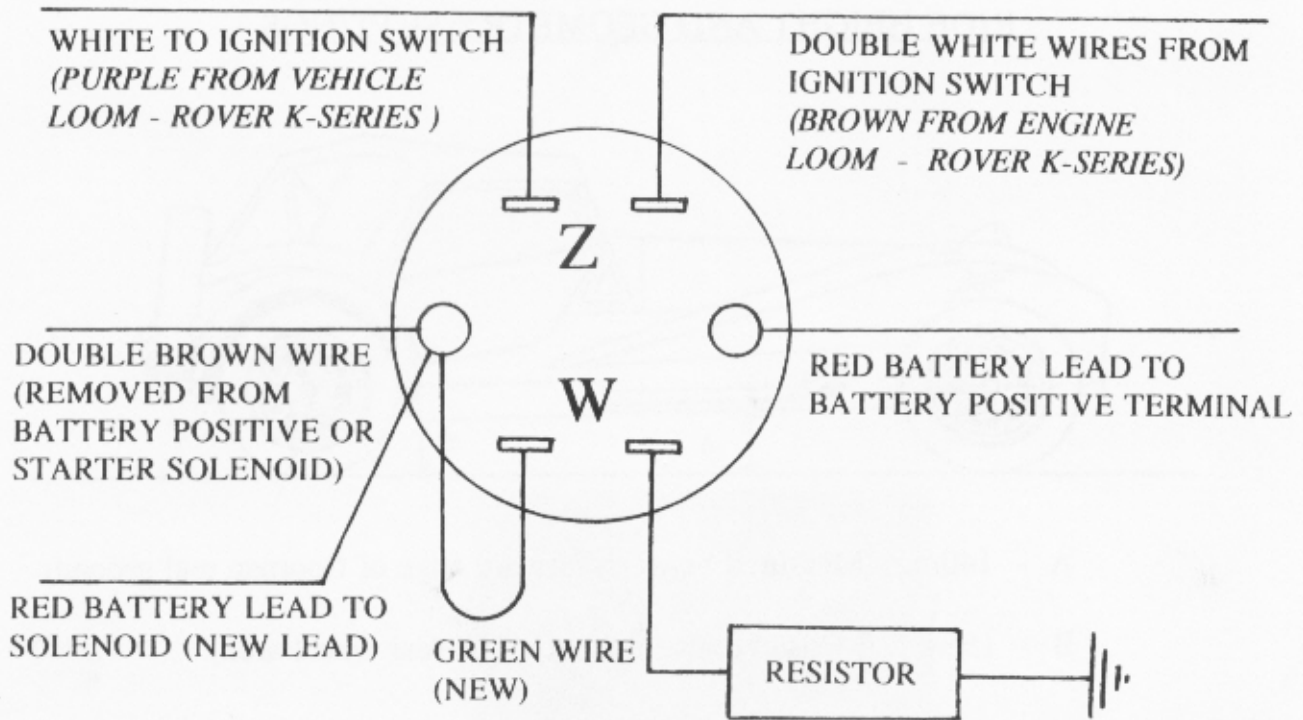 WHITE TO IGNITION SWITCH
(PURPLE FROM VEHICLE
LOOM - ROVER K-SERIES )
DOUBLE WHITE WIRES FROM
IGNITION SWITCH
(BROWN FROM ENGINE
LOOM - ROVER K-SERIES)
Z
DOUBLE BROWN WIRE
(REMOVED FROM
BATTERY POSITIVE OR
STARTER SOLENOID)
W
RED BATTERY LEAD TO
BATTERY POSITIVE TERMINAL
RED BATTERY LEAD TO
SOLENOID (NEW LEAD)
GREEN WIRE
(NEW)
RESISTOR